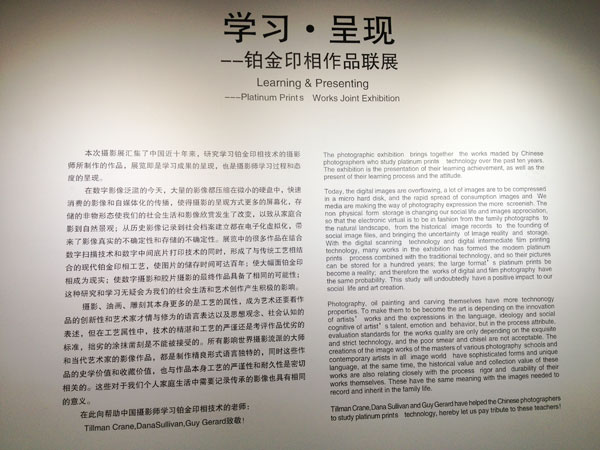 学习·呈现
--铂金印相作品联展
Learning & Presenting
---Platinum Prints Works Joint Exhibition
本次摄影展汇集了中国近十年来，研究学习铂金印相技术的摄影
师所制作的作品，展览即是学习成果的呈现，也是摄影师学习过程和态
度的呈现。
在数字影像泛滥的今天，大量的影像都压缩在微小的硬盘中，快速
消费的影像和自媒体化的传播，使得摄影的呈现方式更多的屏幕化，存
储的非物形态使我们的社会生活和影像欣赏发生了改变，以致从家庭合
影到自然景观；从历史影像记录到社会档案建立都在电子化虚拟化，带
来了影像真实的不确定性和存储的不确定性。展览中的很多作品在结合
数字扫描技术和数字中间底片打印技术的同时，形成了与传统工艺相结
合的现代铂金印相工艺，使图片的储存时间可达百年；使大幅面铂金印
相成为现实；使数字影像和胶片摄影的最终作品具备了相同的可能性；
这种研究和学习无疑会为我们的社会生活和艺术创作产生积极的影响。
摄影、油画、雕刻其本身更多的是工艺的属性，成为艺术还要看作
品的创新性和艺术家才情与修为的语言表达以及思想观念、社会认知的
表述，但在工艺属性中，技术的精湛和工艺的严谨还是考评作品优劣的
标准，拙劣的涂抹凿刻是不能被接受的。所有影响世界摄影流派的大师
和当代艺术家的影像作品，都是制作精良形式语言独特的，同时这些作
品的史学价值和收藏价值，也与作品本身工艺的严谨性和耐久性是密切
相关的。这些对于我们个人家庭生活中需要记录传承的影像也具有相同
的意义。
在此向帮助中国摄影师学习铂金印相技术的老师：
Tillman Crane,DanaSullivan,Guy Gerard致敬！
The photographic exhibition brings together the works maded by Chinese
photographers who study platinum prints technology over the past ten years.
The exhibition is the presentation of their learning achievement, as well as the
present of their learning process and the attitude.
Today, the digital images are overflowing, a lot of images are to be compressed
in a micro hard disk, and the rapid spread of consumption images and We
media are making the way of photography expression the more screenah. The
non physical form storage is changing our social life and images appreciation,
so that the electronic virtual is to be in fashion from the family photographs to
the natural landscape, from the historical image records to the founding of
social image files, and bringing the uncertainty of image reality and storage.
With the digital scanning technology and digital intermediate film printing
technology, many works in the exhibition has formed the modern platinum
prints process combined with the traditional technology, and so their pictures
can be stored for a hundred years; the large format's platinum prints be
become a reality; and therefore the works of digital and film photography have
the same probability. This study will undoubtedly have a positive impact to our
social life and art creation.
Photography, oil painting and carving themselves have more technology
properties. To make them to be become the art is depending on the innovation
of artists' works and the expressions in the language, ideology and social
cognitive of artist's talent, emotion and behavior, but in the process attribute,
evaluation standards for the works quality are only depending on the exquisite
and strict technology, and the poor smear and chisel are not acceptable. The
creations of the image works of the masters of various photography schools and
contemporary artists in all image world have sophisticated forms and unique
language, at the same time, the historical value and collection value of these
works are also relating closely with the process rigor and durability of their
works themselves. These have the same meaning with the images needed to
record and inherit in the family life.
Tillman Crane,Dana Sullivan and Guy Gerard have helped the Chinese photographers
to study platinum prints technology, hereby let us pay tribute to these teachers!